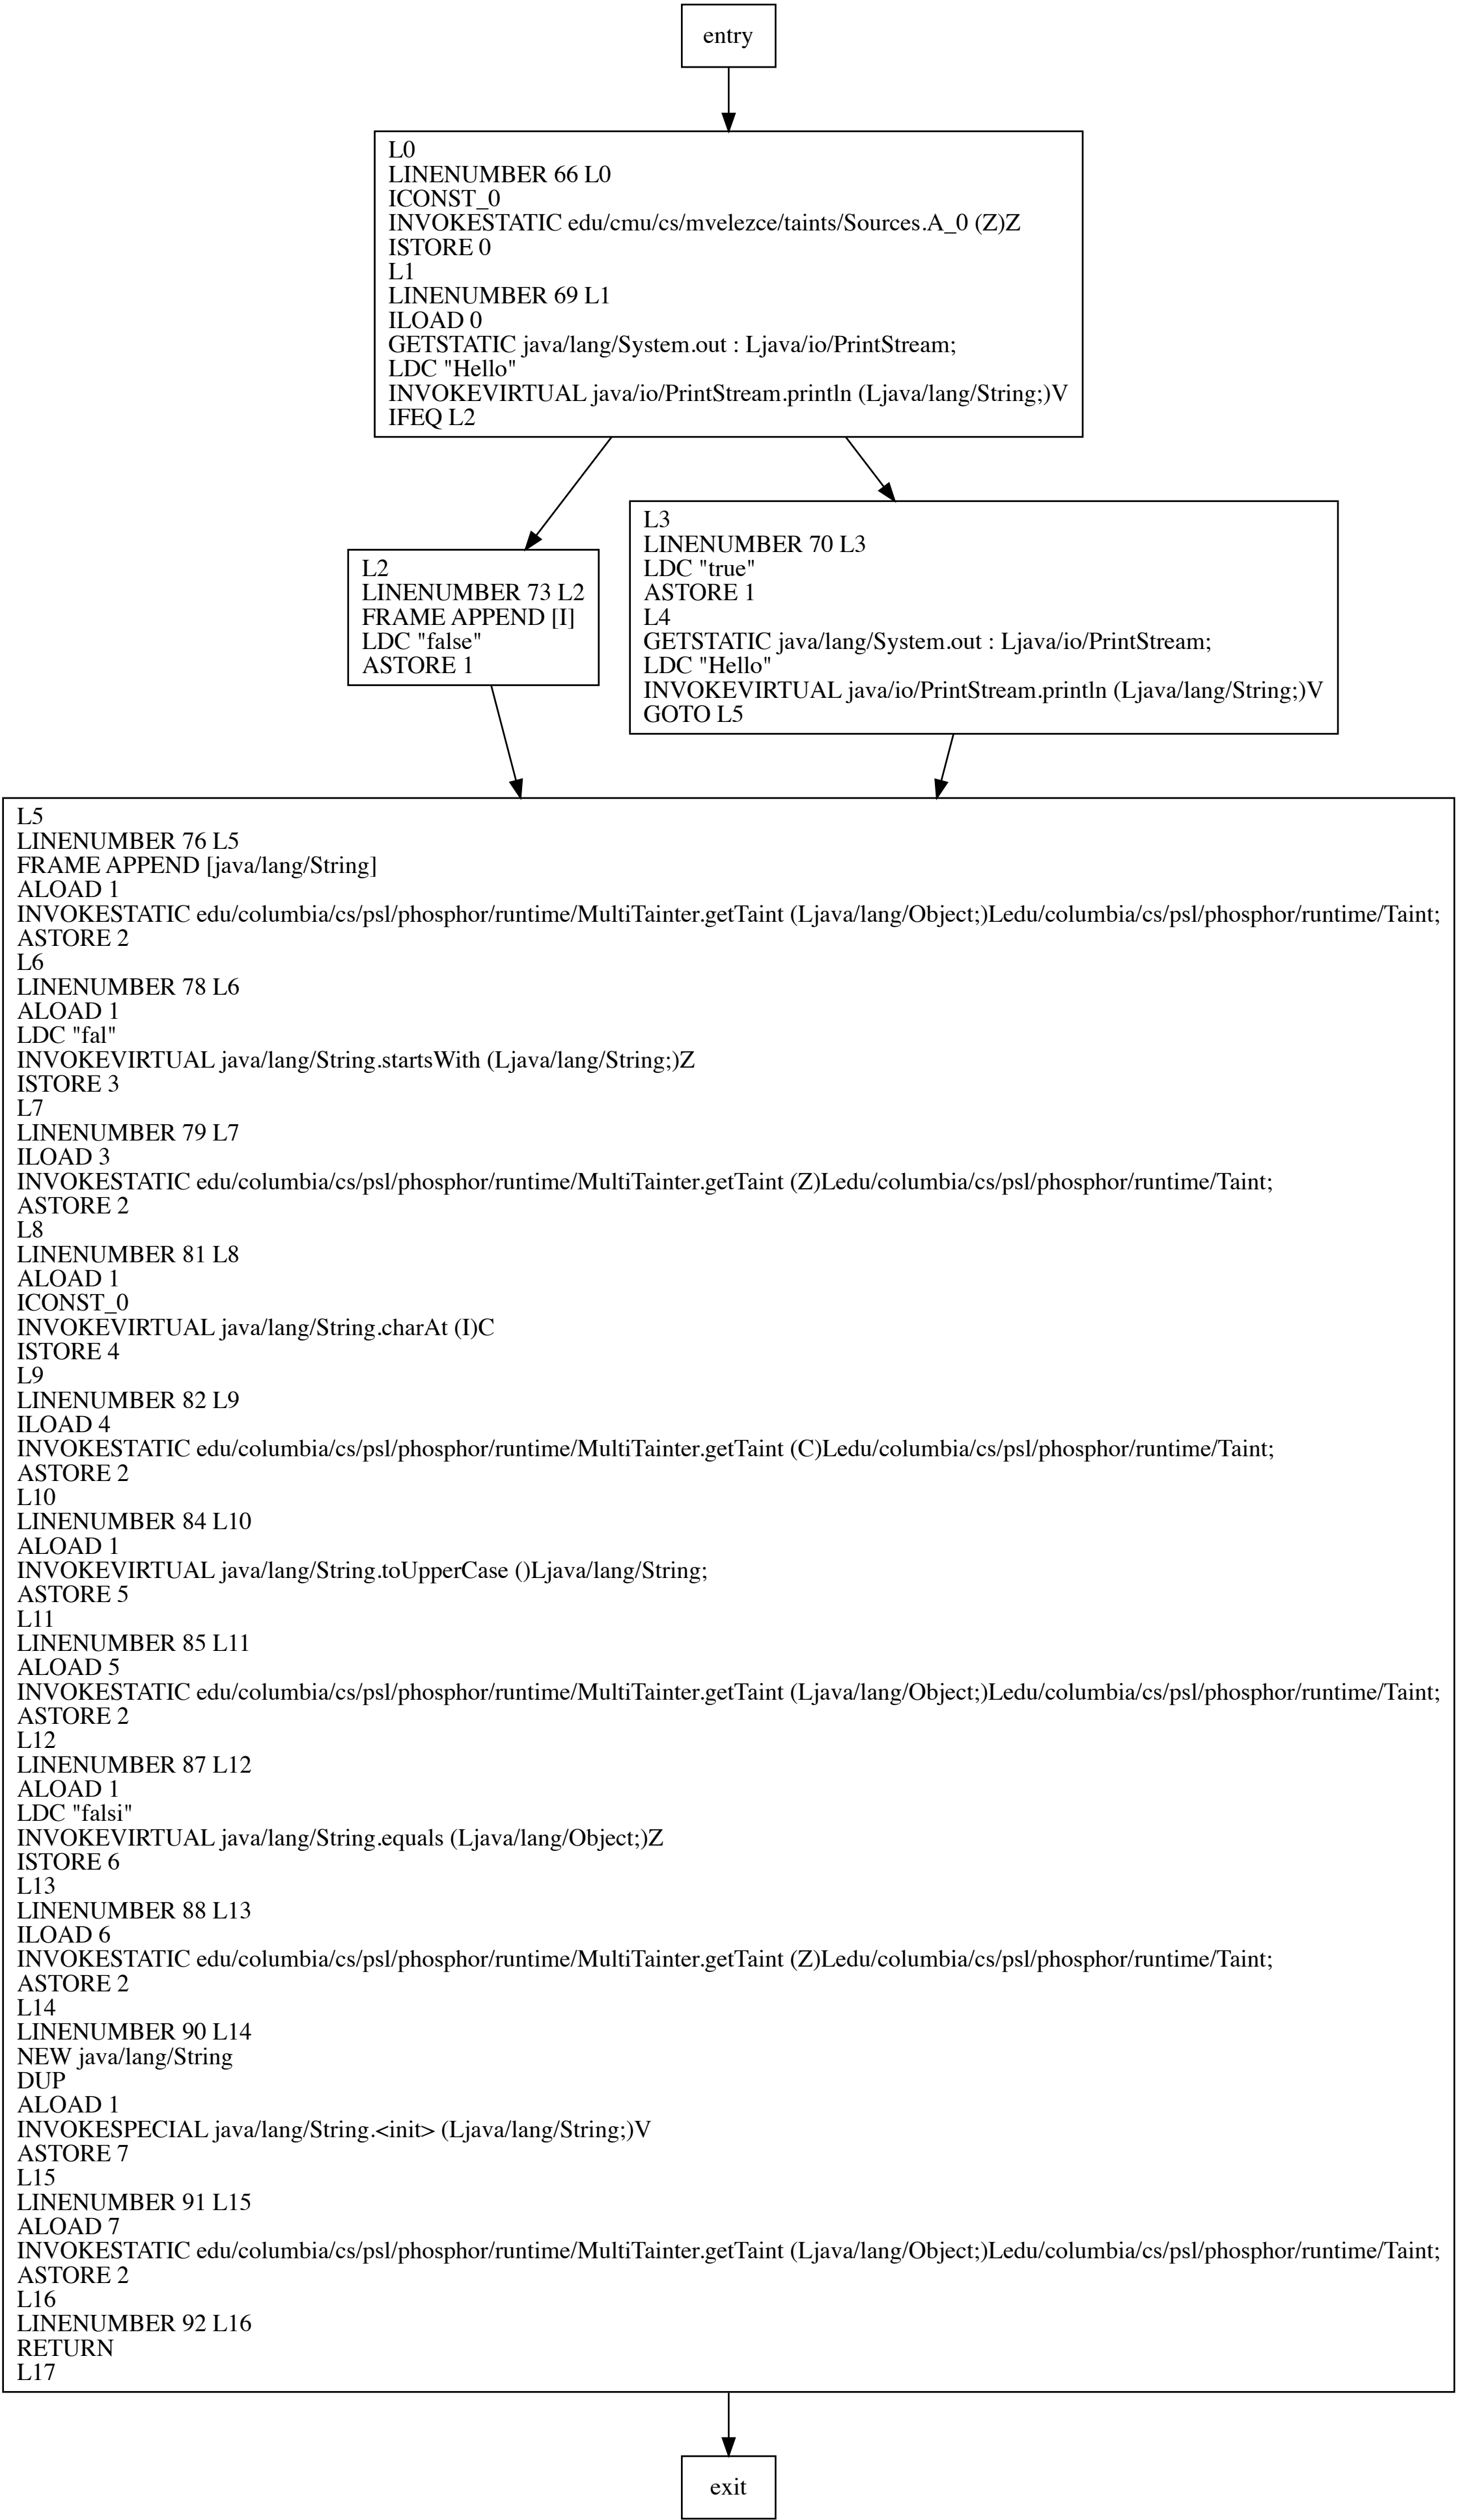 entry
L0
LINENUMBER 66 L0
ICONST_0
INVOKESTATIC edu/cmu/cs/mvelezce/taints/Sources.A_0 (Z)Z
ISTORE 0
L1
LINENUMBER 69 L1
ILOAD 0
GETSTATIC java/lang/System.out : Ljava/io/PrintStream;
LDC "Hello"
INVOKEVIRTUAL java/io/PrintStream.println (Ljava/lang/String;)V
IFEQ L2
L2
LINENUMBER 73 L2
FRAME APPEND [I]
LDC "false"
ASTORE 1
L3
LINENUMBER 70 L3
LDC "true"
ASTORE 1
L4
GETSTATIC java/lang/System.out : Ljava/io/PrintStream;
LDC "Hello"
INVOKEVIRTUAL java/io/PrintStream.println (Ljava/lang/String;)V
GOTO L5
L5
LINENUMBER 76 L5
FRAME APPEND [java/lang/String]
ALOAD 1
INVOKESTATIC edu/columbia/cs/psl/phosphor/runtime/MultiTainter.getTaint (Ljava/lang/Object;)Ledu/columbia/cs/psl/phosphor/runtime/Taint;
ASTORE 2
L6
LINENUMBER 78 L6
ALOAD 1
LDC "fal"
INVOKEVIRTUAL java/lang/String.startsWith (Ljava/lang/String;)Z
ISTORE 3
L7
LINENUMBER 79 L7
ILOAD 3
INVOKESTATIC edu/columbia/cs/psl/phosphor/runtime/MultiTainter.getTaint (Z)Ledu/columbia/cs/psl/phosphor/runtime/Taint;
ASTORE 2
L8
LINENUMBER 81 L8
ALOAD 1
ICONST_0
INVOKEVIRTUAL java/lang/String.charAt (I)C
ISTORE 4
L9
LINENUMBER 82 L9
ILOAD 4
INVOKESTATIC edu/columbia/cs/psl/phosphor/runtime/MultiTainter.getTaint (C)Ledu/columbia/cs/psl/phosphor/runtime/Taint;
ASTORE 2
L10
LINENUMBER 84 L10
ALOAD 1
INVOKEVIRTUAL java/lang/String.toUpperCase ()Ljava/lang/String;
ASTORE 5
L11
LINENUMBER 85 L11
ALOAD 5
INVOKESTATIC edu/columbia/cs/psl/phosphor/runtime/MultiTainter.getTaint (Ljava/lang/Object;)Ledu/columbia/cs/psl/phosphor/runtime/Taint;
ASTORE 2
L12
LINENUMBER 87 L12
ALOAD 1
LDC "falsi"
INVOKEVIRTUAL java/lang/String.equals (Ljava/lang/Object;)Z
ISTORE 6
L13
LINENUMBER 88 L13
ILOAD 6
INVOKESTATIC edu/columbia/cs/psl/phosphor/runtime/MultiTainter.getTaint (Z)Ledu/columbia/cs/psl/phosphor/runtime/Taint;
ASTORE 2
L14
LINENUMBER 90 L14
NEW java/lang/String
DUP
ALOAD 1
INVOKESPECIAL java/lang/String.<init> (Ljava/lang/String;)V
ASTORE 7
L15
LINENUMBER 91 L15
ALOAD 7
INVOKESTATIC edu/columbia/cs/psl/phosphor/runtime/MultiTainter.getTaint (Ljava/lang/Object;)Ledu/columbia/cs/psl/phosphor/runtime/Taint;
ASTORE 2
L16
LINENUMBER 92 L16
RETURN
L17
exit